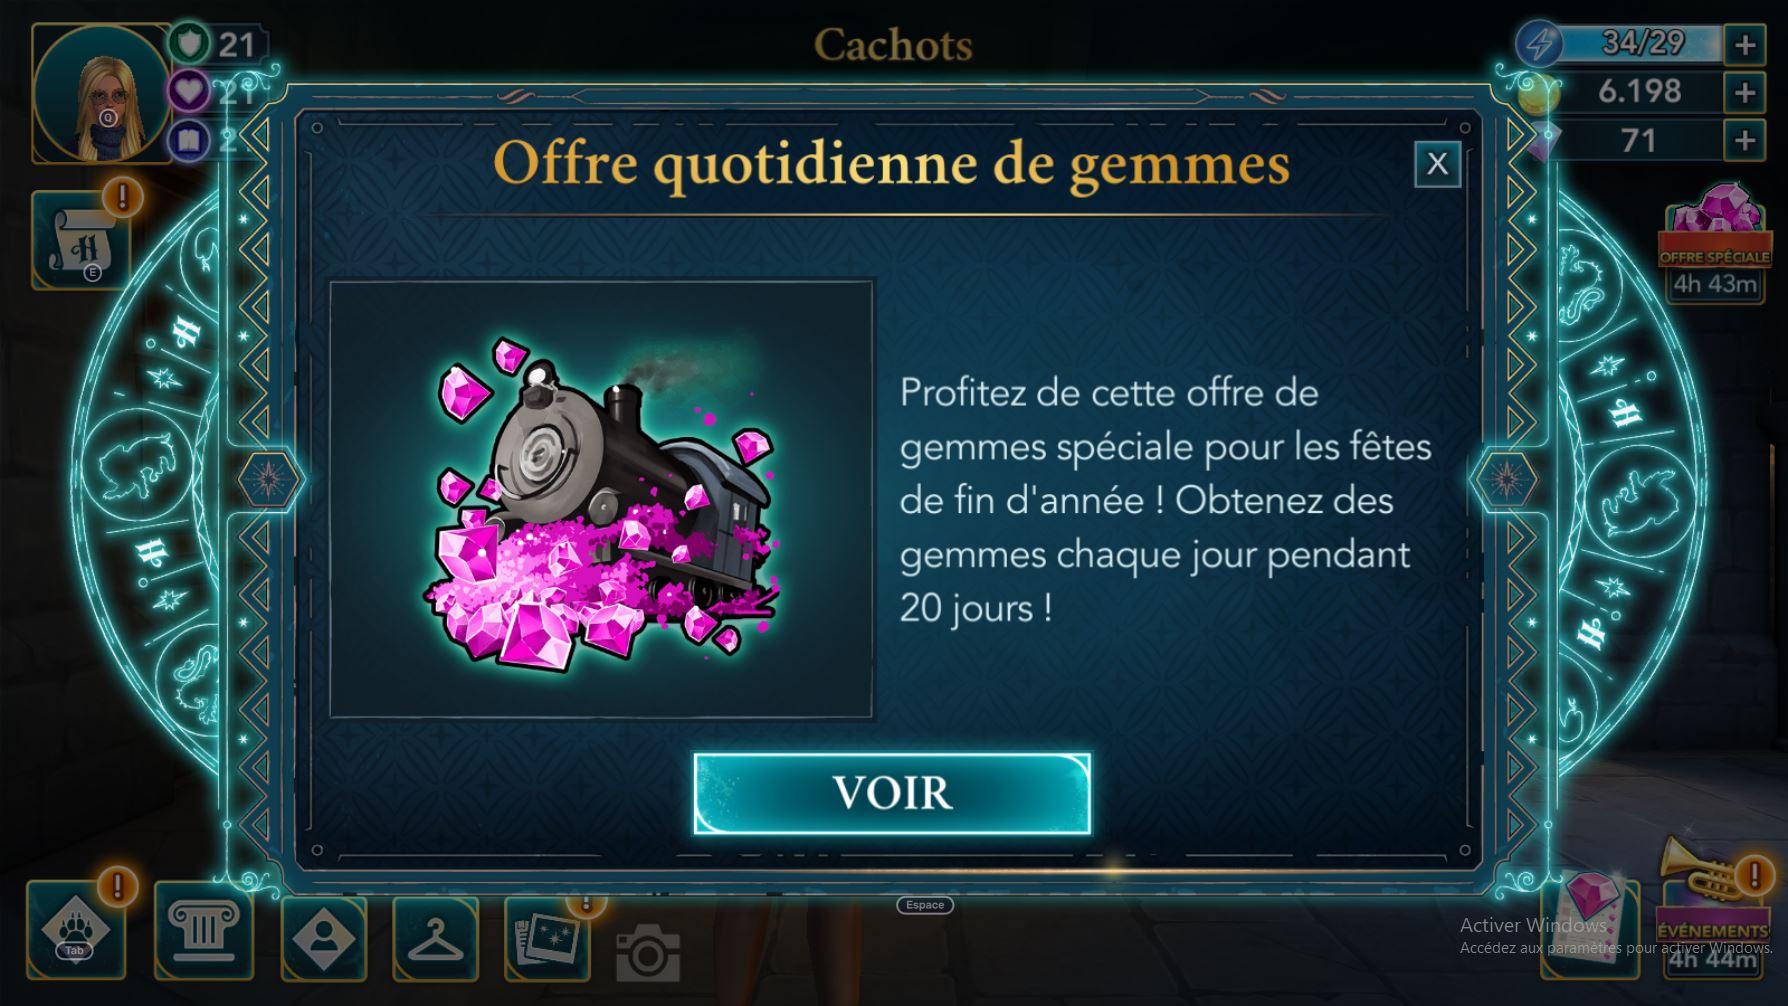 Cachots
21
34/29
+
21
6.198
+
Q
71
+
Offre quotidienne de gemmes
X
H
E
OFFRE SPÉCIALE
4h 43m
Profitez de cette offre de
gemmes spéciale pour les fêtes
de fin d'année ! Obtenez des
gemmes chaque jour pendant
20 jours !
VOIR
Tab
Espace
Activer Windows
Accédez aux paramètres pour activer Windows.
ÉVÉNEMENTS
4h 44m